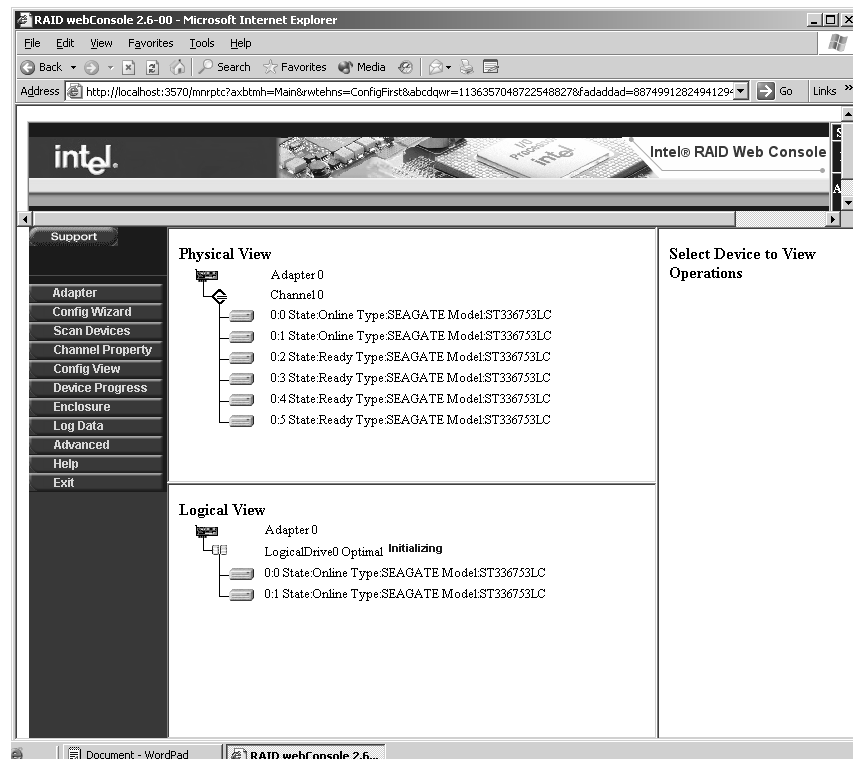 RAID webConsole 2.6-00 - Microsoft Internet Explorer
File Edit View Favorites Tools Help
Back Search Favorites Media
Address http://localhost:3570/mnrptc?axbtmh=Main&rwtehns=ConfigFirst&abcdqwr=1136357048722548827&fadaddad=8874991282494129 Go Links »
intel.
I/O
Processor
intel
Intel® RAID Web Console
S
A
Support
Adapter
Config Wizard
Scan Devices
Channel Property
Config View
Device Progress
Enclosure
Log Data
Advanced
Help
Exit
Physical View
Adapter 0
Channel 0
0:0 State:Online Type:SEAGATE Model:ST336753LC
0:1 State:Online Type:SEAGATE Model:ST336753LC
0:2 State:Ready Type:SEAGATE Model:ST336753LC
0:3 State:Ready Type:SEAGATE Model:ST336753LC
0:4 State:Ready Type:SEAGATE Model:ST336753LC
0:5 State:Ready Type:SEAGATE Model:ST336753LC
Logical View
Adapter 0
LogicalDrive0 Optimal Initializing
0:0 State:Online Type:SEAGATE Model:ST336753LC
0:1 State:Online Type:SEAGATE Model:ST336753LC
Select Device to View
Operations
Document - WordPad
RAID webConsole 2.6...